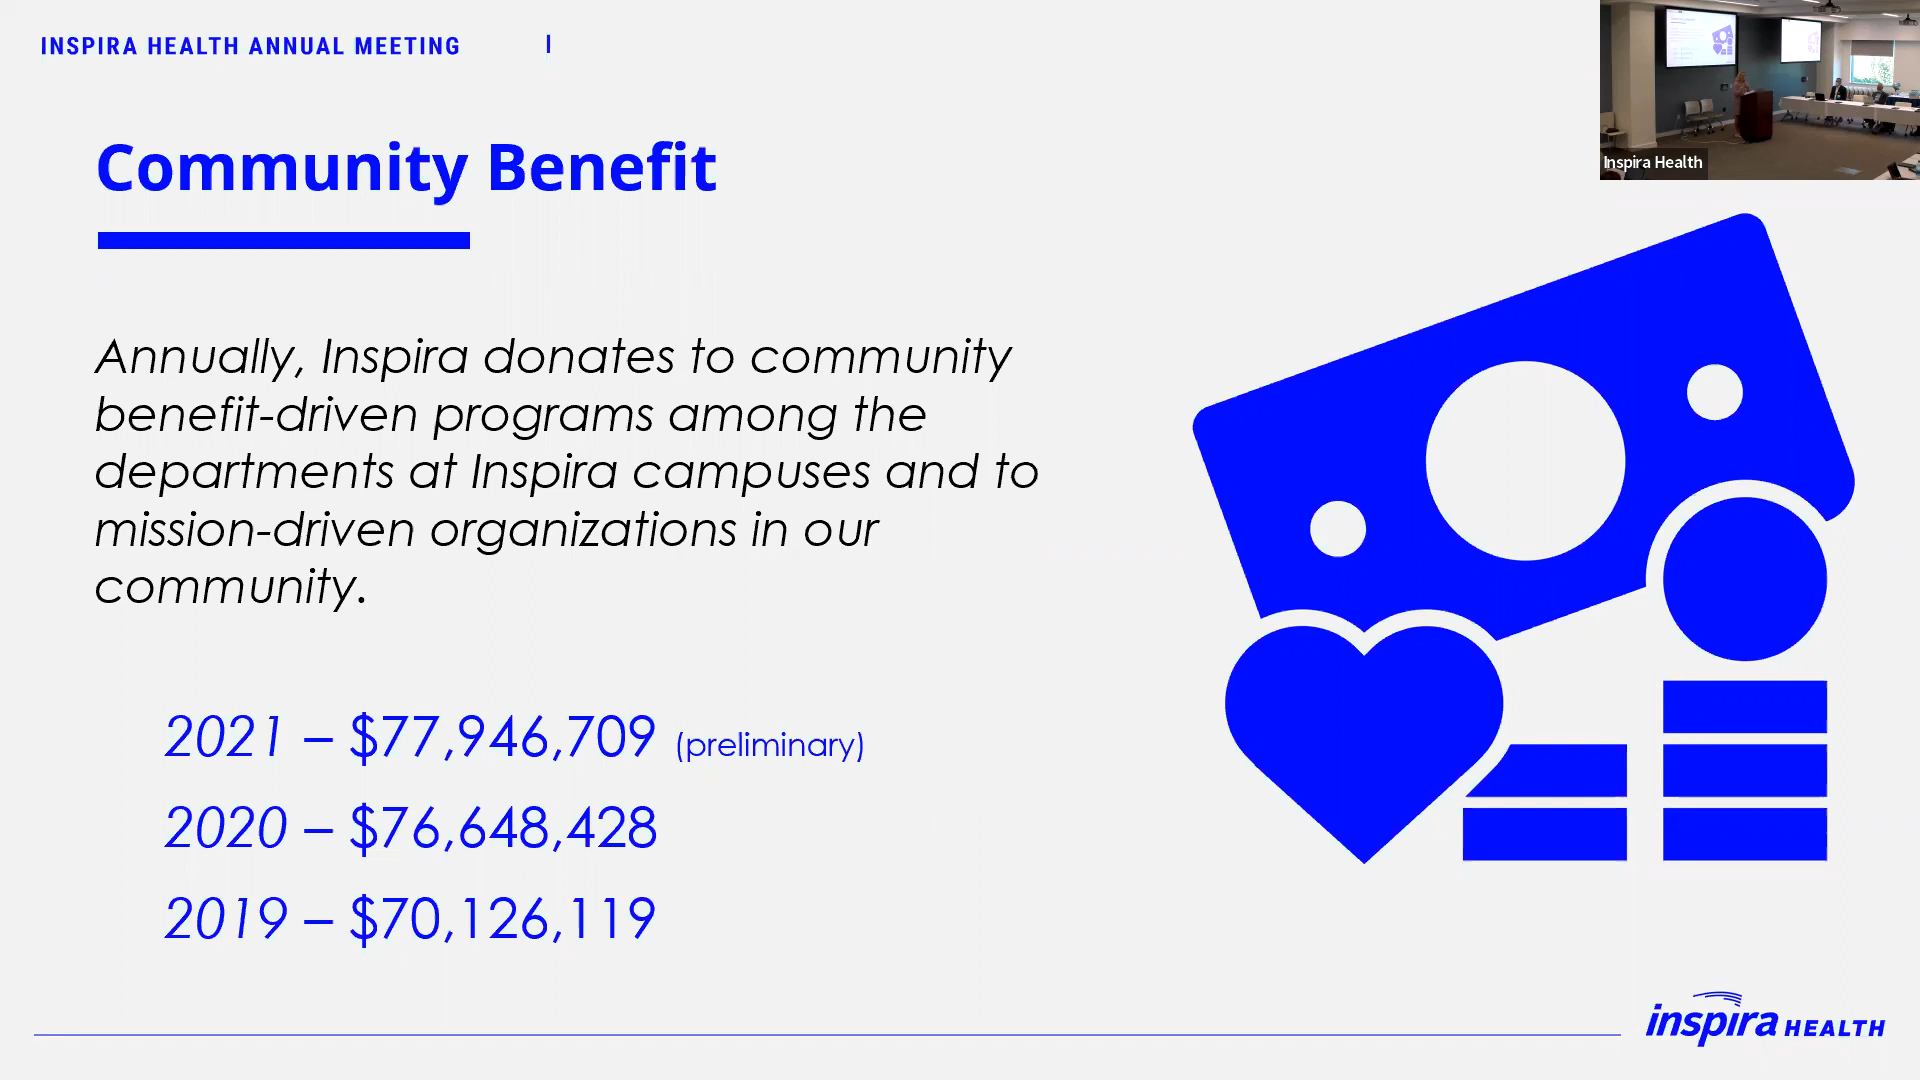 INSPIRA HEALTH ANNUAL MEETING |
Inspira Health
Community Benefit
Annually, Inspira donates to community
benefit-driven programs among the
departments at Inspira campuses and to
mission-driven organizations in our
community.
2021 – $77,946,709 (preliminary)
2020 – $76,648,428
2019 – $70,126,119
inspira HEALTH